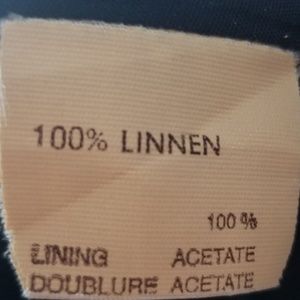 100% LINNEN
100%
LINING ACETATE
DOUBLURE ACETATE